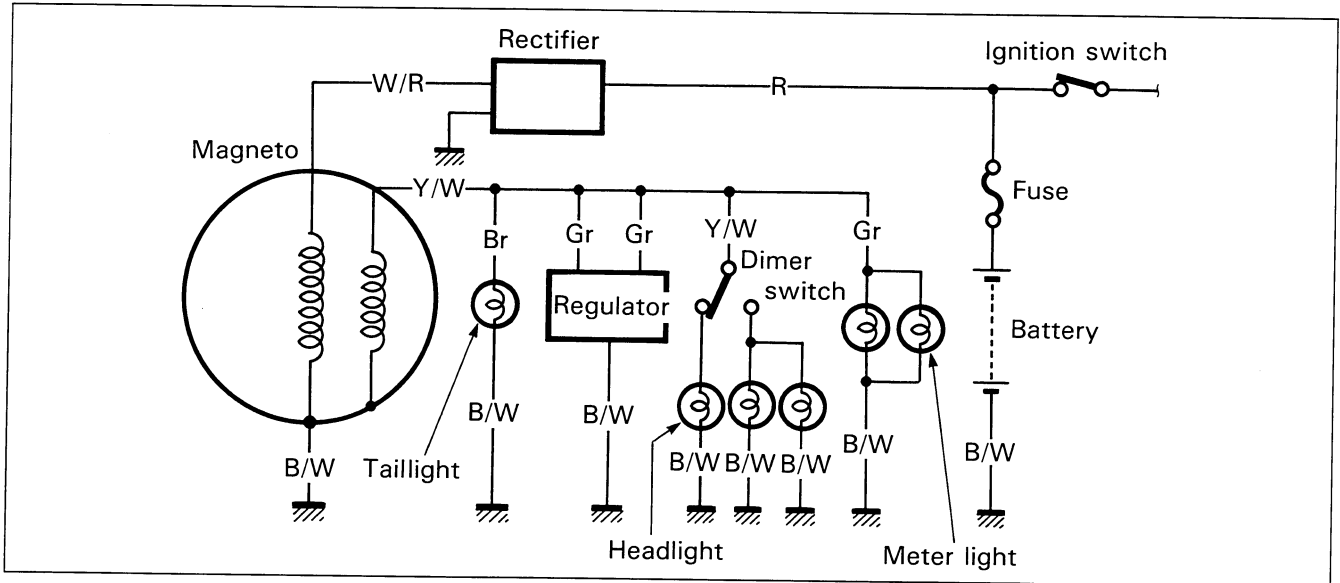 Rectifier
Ignition switch
W/R
R
Magneto
Y/W
Fuse
Br
Gr
Gr
Y/W
Gr
Dimer
switch
Regulator
Battery
B/W
B/W
B/W
B/W
B/W
Taillight
B/W
B/W
B/W
B/W
Headlight
Meter light